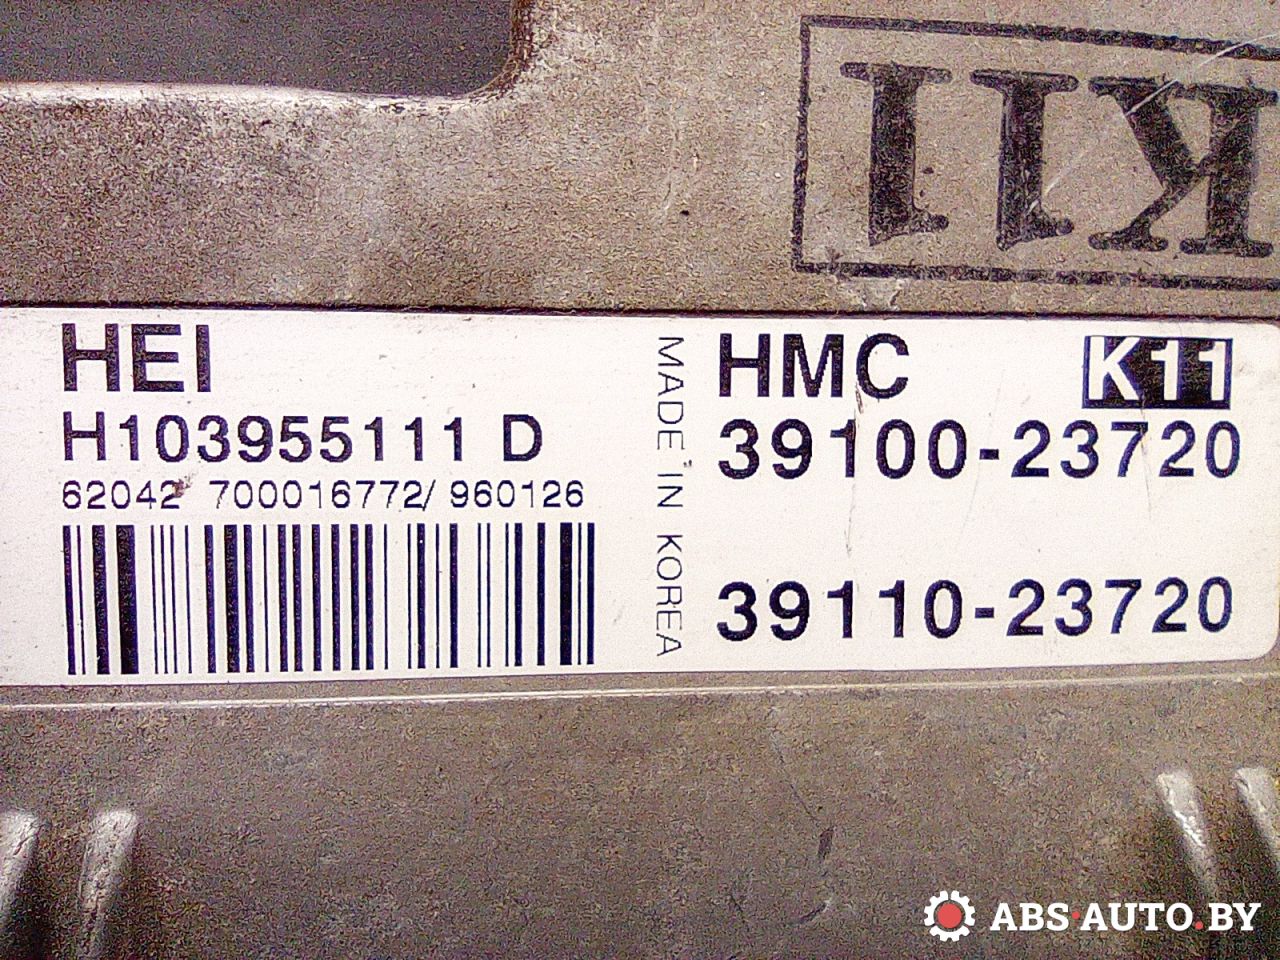 K11
HEI
H103955111 D
62042 700016772/ 960126
MADE IN KOREA
HMC K11
39100-23720
39110-23720
ABS·AUTO.BY